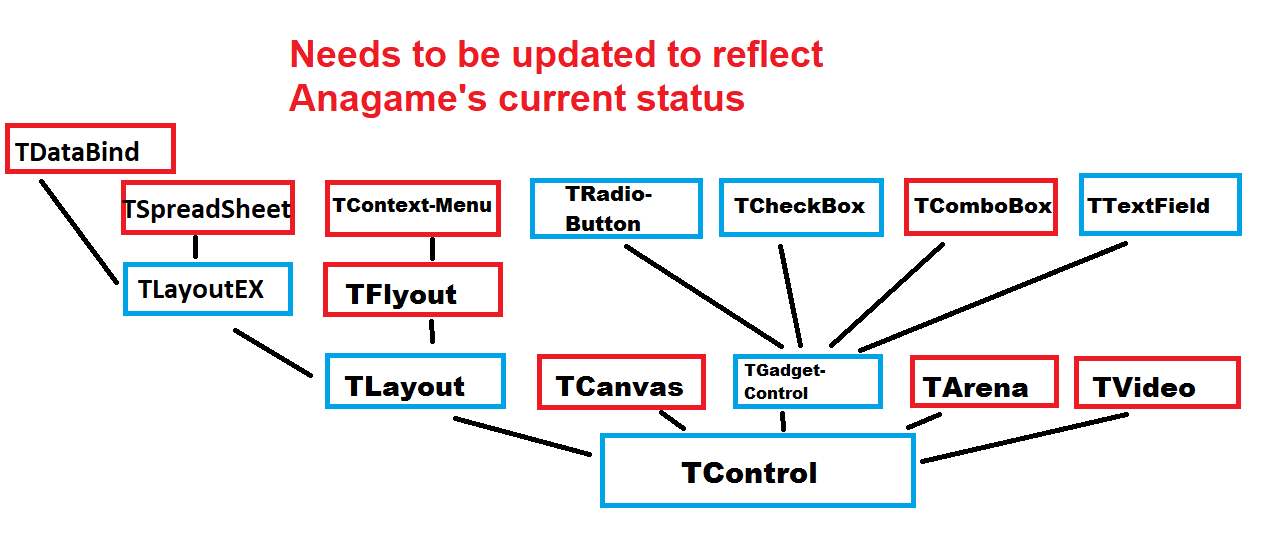 Needs to be updated to reflect
Anagame's current status
TDataBind
TSpreadSheet
TContext-Menu
TRadio-
Button
TCheckBox
TComboBox
TTextField
TLayoutEX
TFlyout
TLayout
TCanvas
TGadget-
Control
TArena
TVideo
TControl